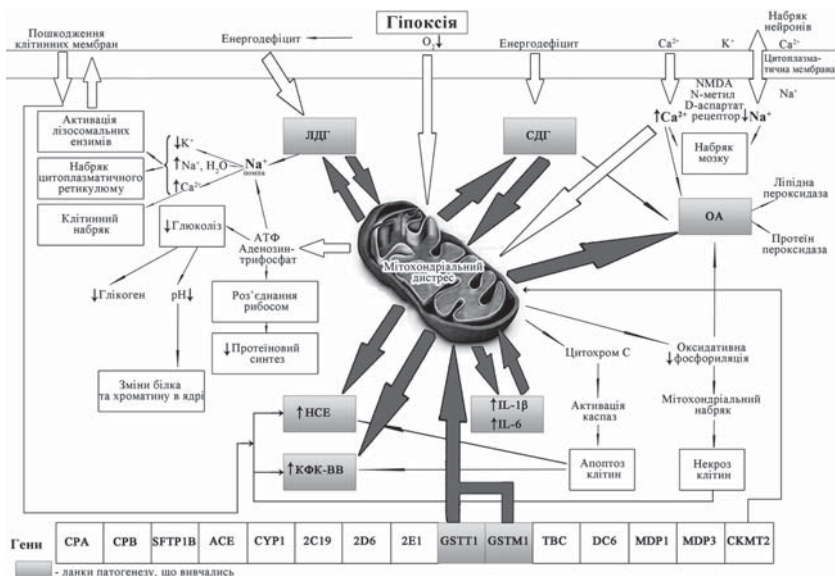 Гіпоксія
Пошкодження
клітинних мембран
Енергодефіцит
O₂↓
Енергодефіцит
Ca²⁺
K⁺
Набряк
нейронів
Ca²⁺
Цитоплазма-
тична мембрана
Na⁺
Активація
лізосомальних
ензимів
Набряк
цитоплазматичного
ретикулюму
Клітинний
набряк
↓K⁺
↑Na⁺, H₂O
↑Ca²⁺
Na⁺
помпа
ЛДГ
СДГ
NMDA
N-метил
D-аспартат
рецептор
↑Ca²⁺
↓Na⁺
Набряк
мозку
ОА
Ліпідна
пероксидаза
Протеїн
пероксидаза
↓Глюколіз
АТФ
Аденозин-
трифосфат
Мітохондріальний
дистрес
↓Глікоген
pH↓
Роз’єднання
рибосом
↓Протеїновий
синтез
Зміни білка
та хроматину в ядрі
Цитохром С
Оксидативна
↓фосфориляція
Активація
каспаз
Мітохондріальний
набряк
Апоптоз
клітин
Некроз
клітин
↑НСЕ
↑КФК-ВВ
↑IL-1β
↑IL-6
Гени CPA CPB SFTP1B ACE CYP1 2C19 2D6 2E1 GSTT1 GSTM1 TBC DC6 MDP1 MDP3 CKMT2
- ланки патогенезу, що вивчались